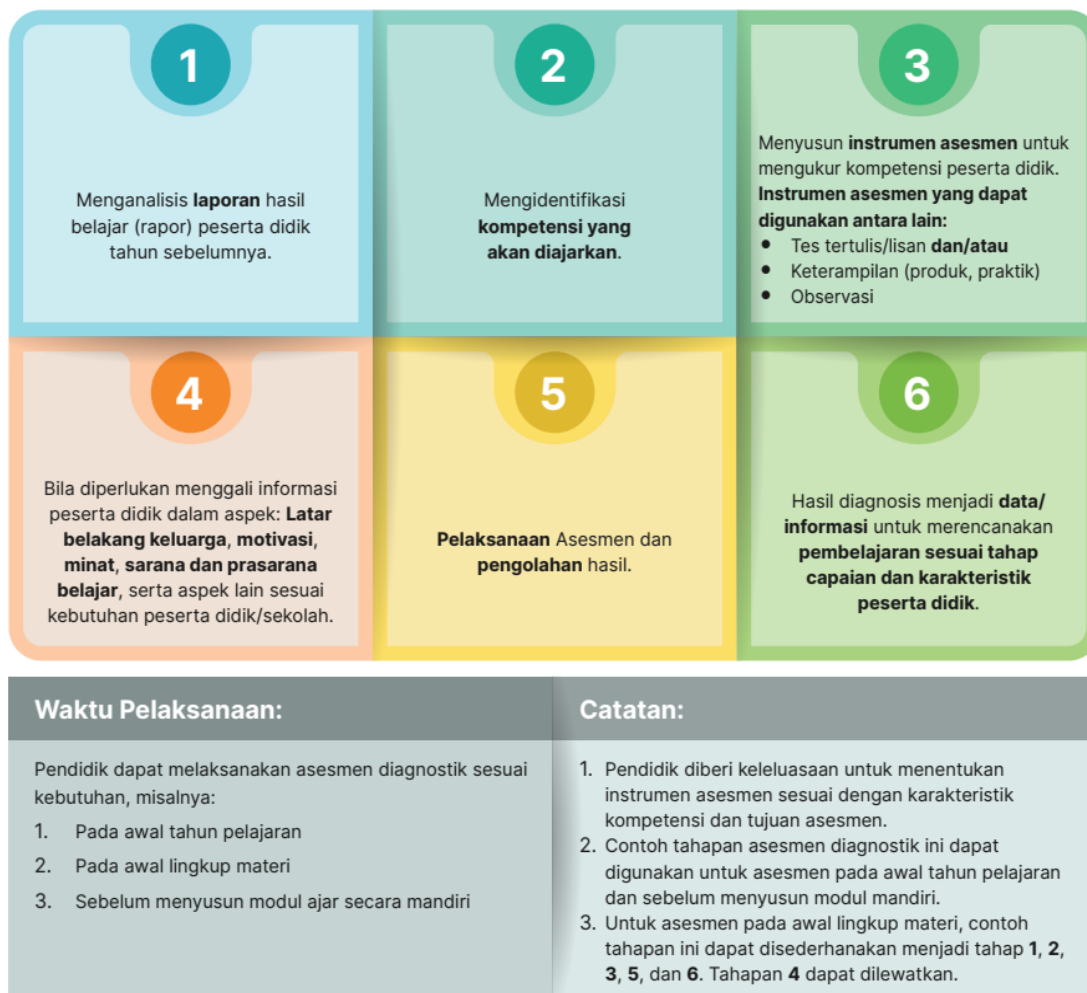 1
Menganalisis laporan hasil
belajar (rapor) peserta didik
tahun sebelumnya.
2
Mengidentifikasi
kompetensi yang
akan diajarkan.
3
Menyusun instrumen asesmen untuk
mengukur kompetensi peserta didik.
Instrumen asesmen yang dapat
digunakan antara lain:
● Tes tertulis/lisan dan/atau
● Keterampilan (produk, praktik)
● Observasi
4
Bila diperlukan menggali informasi
peserta didik dalam aspek: Latar
belakang keluarga, motivasi,
minat, sarana dan prasarana
belajar, serta aspek lain sesuai
kebutuhan peserta didik/sekolah.
5
Pelaksanaan Asesmen dan
pengolahan hasil.
6
Hasil diagnosis menjadi data/
informasi untuk merencanakan
pembelajaran sesuai tahap
capaian dan karakteristik
peserta didik.
Waktu Pelaksanaan:
Pendidik dapat melaksanakan asesmen diagnostik sesuai
kebutuhan, misalnya:
1. Pada awal tahun pelajaran
2. Pada awal lingkup materi
3. Sebelum menyusun modul ajar secara mandiri
Catatan:
1. Pendidik diberi keleluasaan untuk menentukan
instrumen asesmen sesuai dengan karakteristik
kompetensi dan tujuan asesmen.
2. Contoh tahapan asesmen diagnostik ini dapat
digunakan untuk asesmen pada awal tahun pelajaran
dan sebelum menyusun modul mandiri.
3. Untuk asesmen pada awal lingkup materi, contoh
tahapan ini dapat disederhanakan menjadi tahap 1, 2,
3, 5, dan 6. Tahapan 4 dapat dilewatkan.